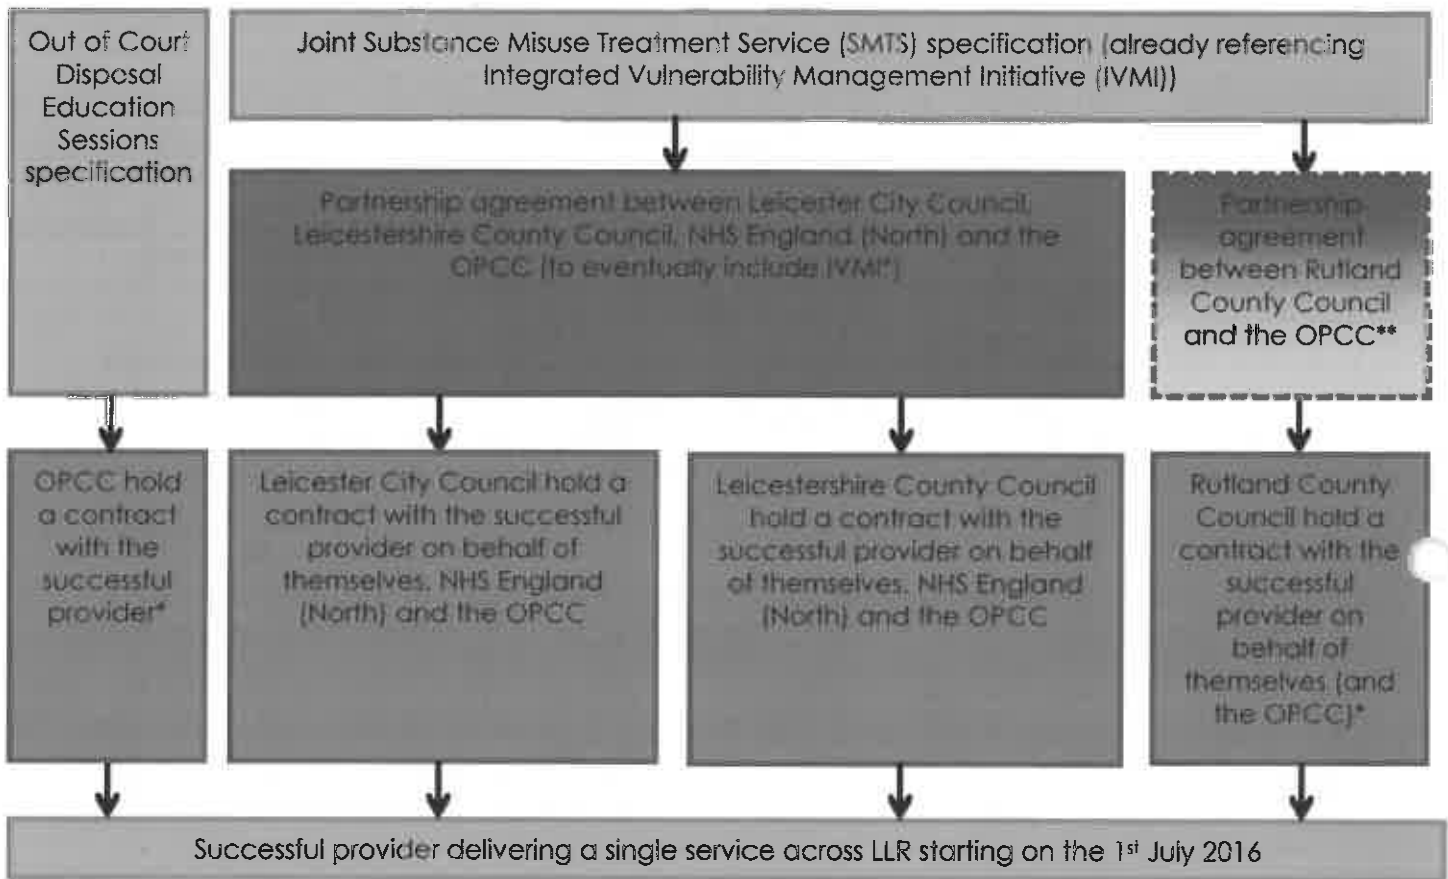 Out of Court
Disposal
Education
Sessions
specification
Joint Substance Misuse Treatment Service (SMTS) specification (already referencing
Integrated Vulnerability Management Initiative (IVMI))
Partnership agreement between Leicester City Council,
Leicestershire County Council, NHS England (North) and the
OPCC (to eventually include IVMI*)
Partnership
agreement
between Rutland
County Council
and the OPCC**
OPCC hold
a contract
with the
successful
provider*
Leicester City Council hold a
contract with the successful
provider on behalf of
themselves, NHS England
(North) and the OPCC
Leicestershire County Council
hold a contract with the
successful provider on behalf
of themselves, NHS England
(North) and the OPCC
Rutland County
Council hold a
contract with the
successful
provider on
behalf of
themselves (and
the OPCC)*
Successful provider delivering a single service across LLR starting on the 1st July 2016